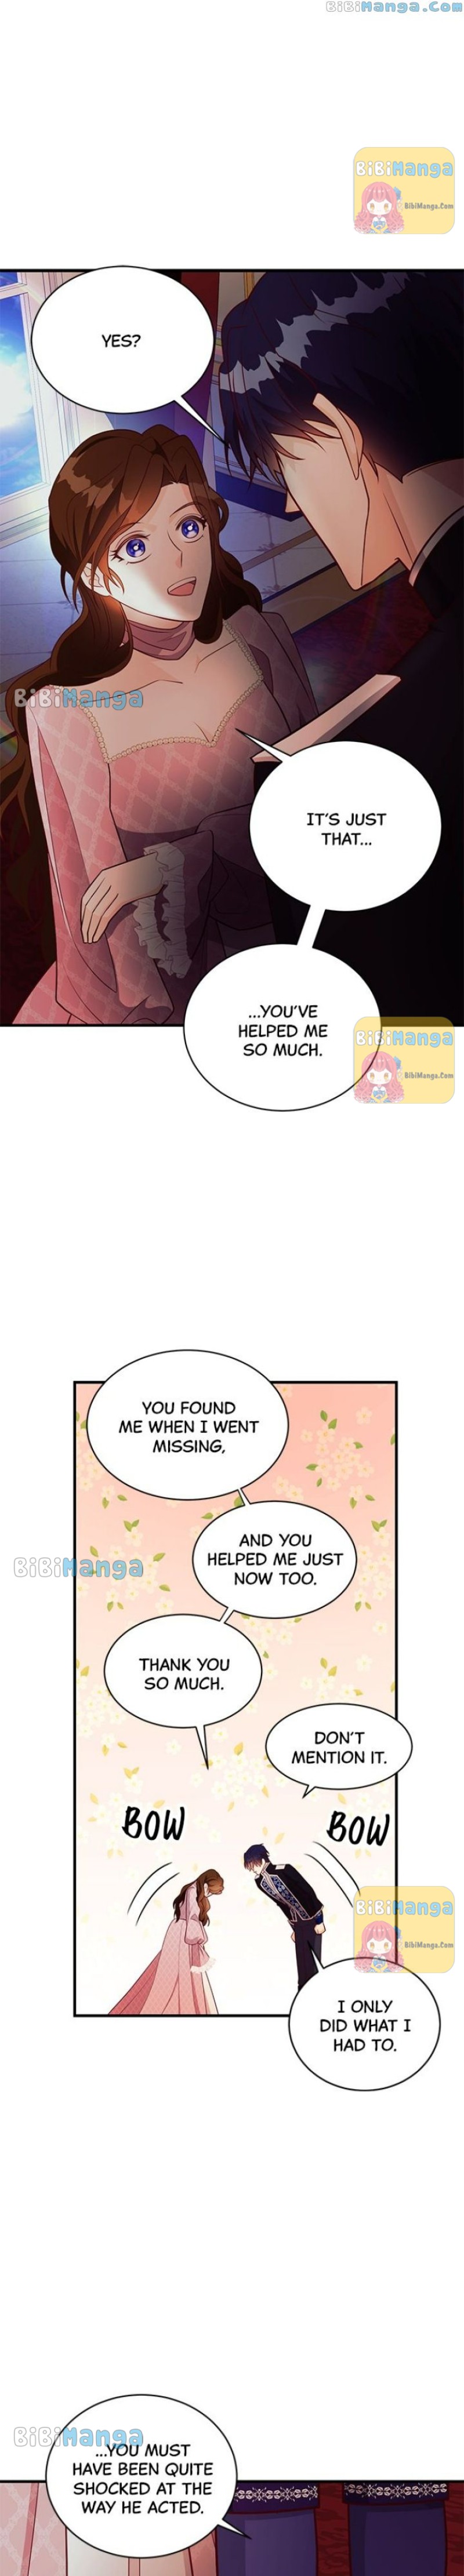 BiBiManga.Com
BiBiManga
BibiManga.Com
YES?
BiBiManga
IT'S JUST
THAT...
...YOU'VE
HELPED ME
SO MUCH.
BiBiManga
BibiManga.Com
YOU FOUND
ME WHEN I WENT
MISSING,
AND YOU
HELPED ME JUST
NOW TOO.
BiBiManga
THANK YOU
SO MUCH.
DON'T
MENTION IT.
BOW
BOW
BiBiManga
BibiManga.Com
I ONLY
DID WHAT I
HAD TO.
BiBiManga
...YOU MUST
HAVE BEEN QUITE
SHOCKED AT THE
WAY HE ACTED.
BiBiManga
BibiManga.Com